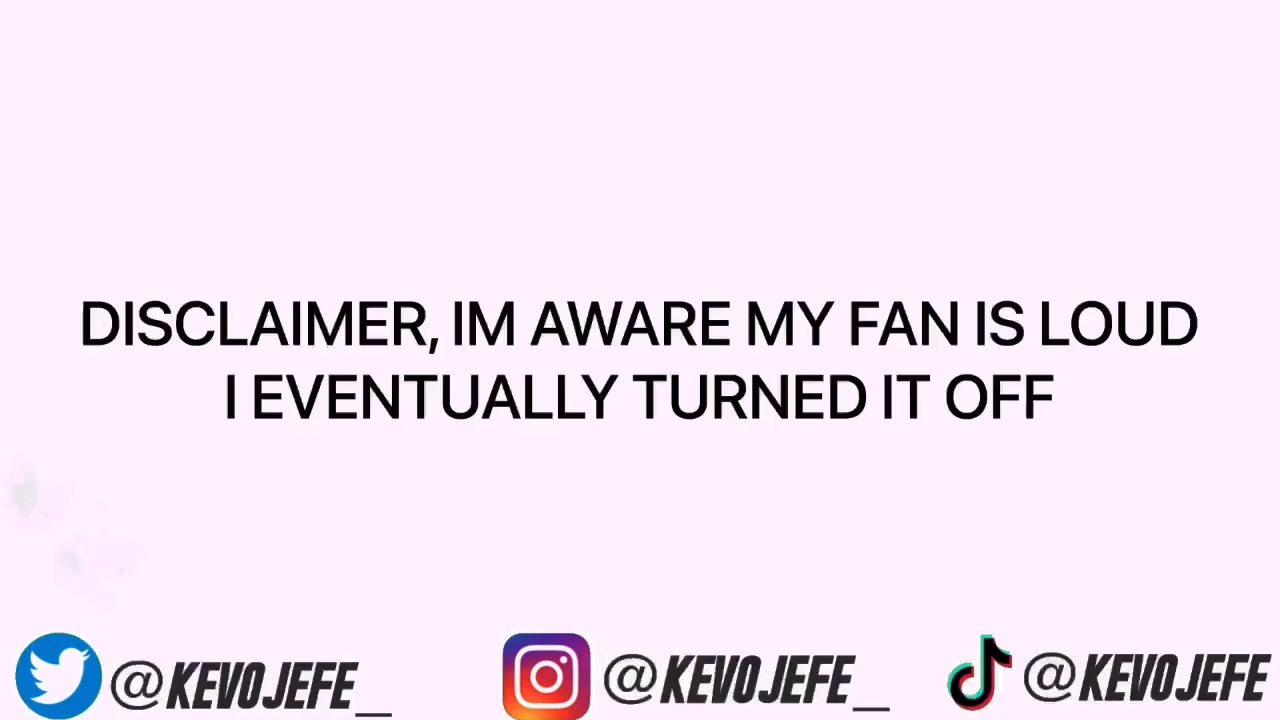 DISCLAIMER, IM AWARE MY FAN IS LOUD
I EVENTUALLY TURNED IT OFF
@KEVOJEFE_ @KEVOJEFE_ @KEVOJEFE